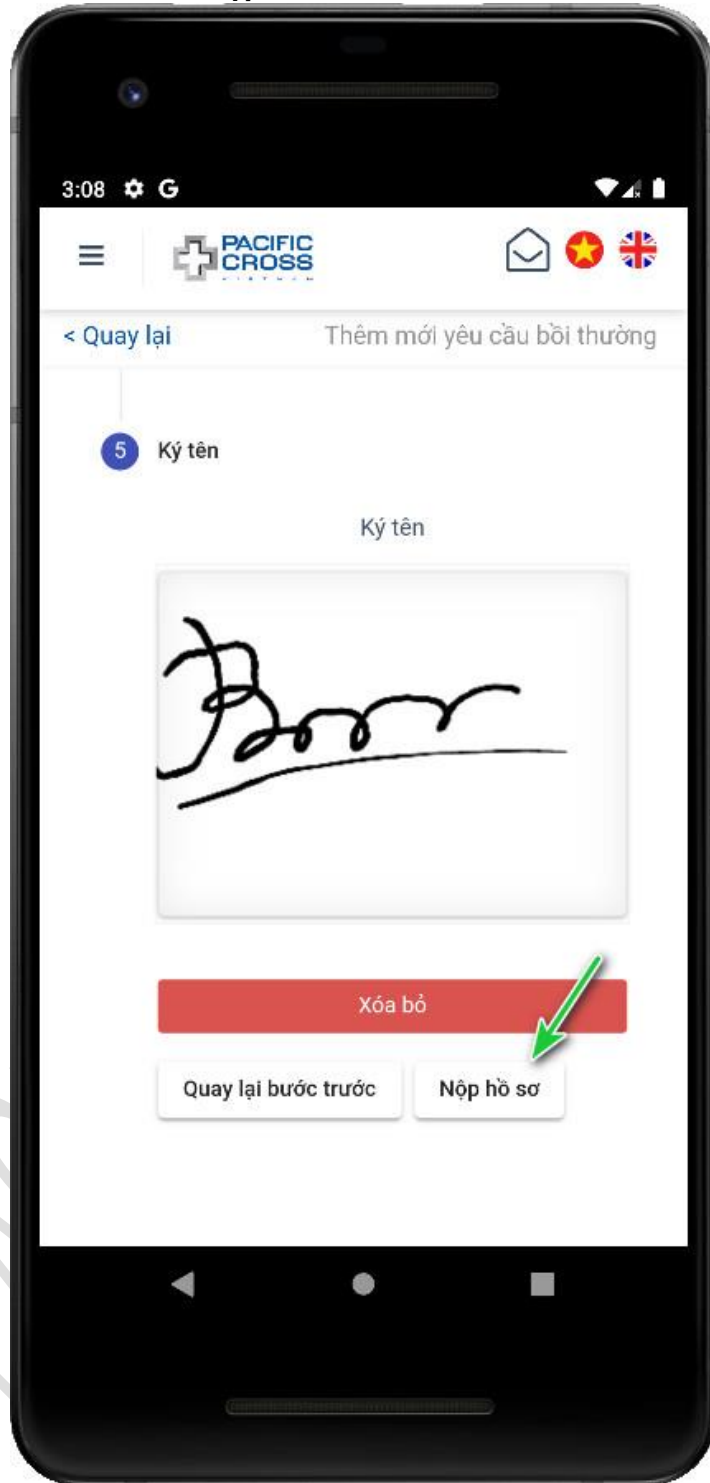 3:08 G
PACIFIC
CROSS
VIETNAM
< Quay lại Thêm mới yêu cầu bồi thường
5 Ký tên
Ký tên
Xóa bỏ
Quay lại bước trước Nộp hồ sơ